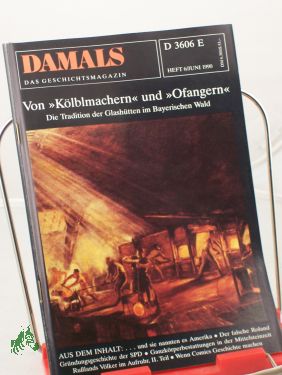 DAMALS
DAS GESCHICHTSMAGAZIN
D 3606 E
HEFT 6/JUNI 1990
Von »Kölblmachern« und »Ofangern«
Die Tradition der Glashütten im Bayerischen Wald
AUS DEM INHALT: . . . und sie nannten es Amerika • Der falsche Roland
Gründungsgeschichte der SPD • Ganzkörperbestattungen in der Mittelsteinzeit
Rußlands Völker im Aufruhr, II. Teil • Wenn Comics Geschichte machen